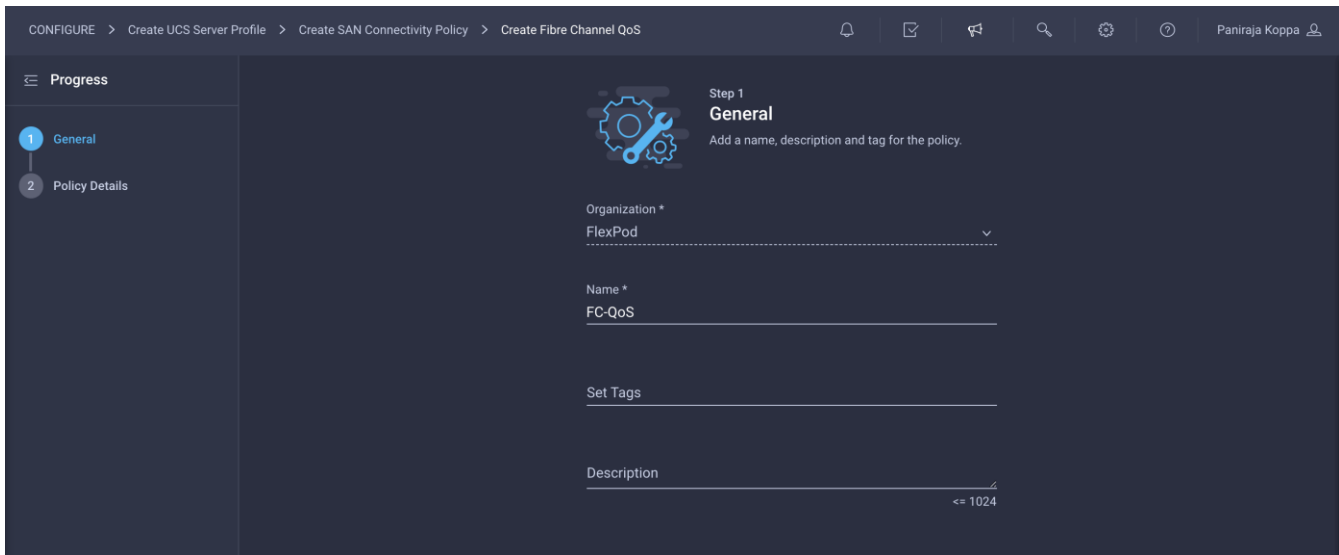 CONFIGURE > Create UCS Server Profile > Create SAN Connectivity Policy > Create Fibre Channel QoS
Paniraja Koppa
Progress
1 General
2 Policy Details
Step 1
General
Add a name, description and tag for the policy.
Organization *
FlexPod
Name *
FC-QoS
Set Tags
Description
<= 1024